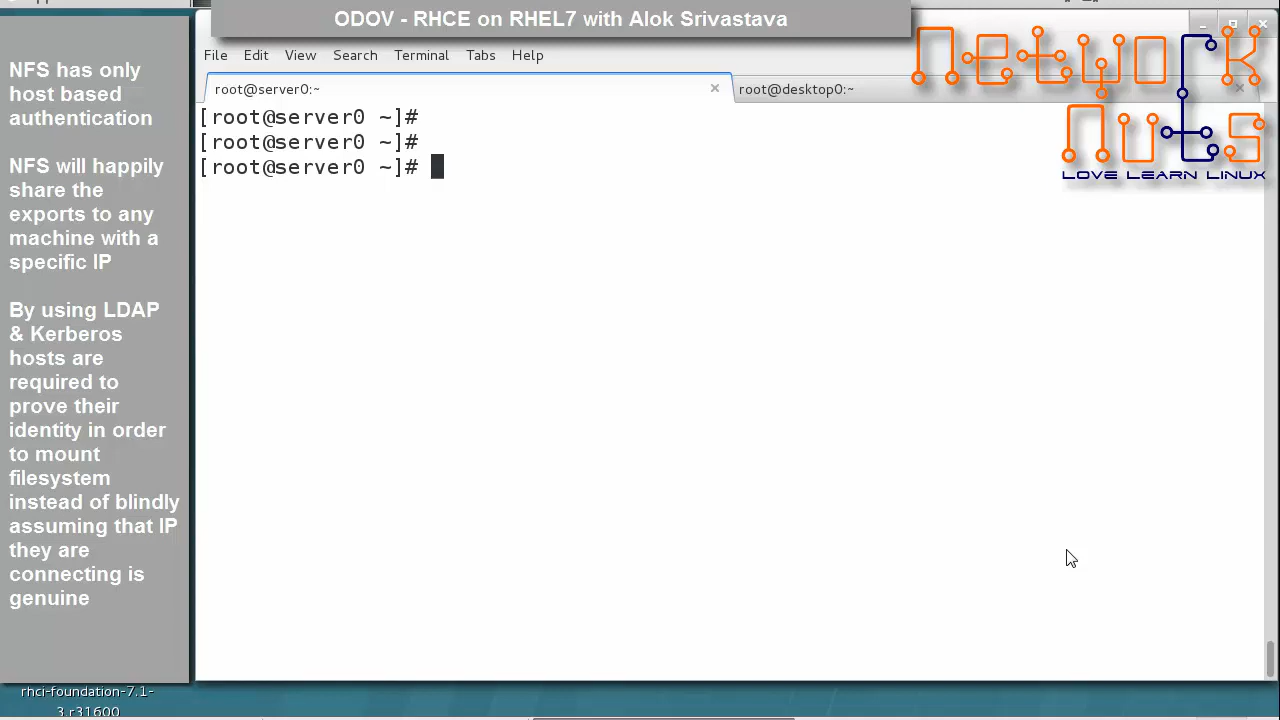 ODOV - RHCE on RHEL7 with Alok Srivastava
NFS has only
host based
authentication
NFS will happily
share the
exports to any
machine with a
specific IP
By using LDAP
& Kerberos
hosts are
required to
prove their
identity in order
to mount
filesystem
instead of blindly
assuming that IP
they are
connecting is
genuine
File Edit View Search Terminal Tabs Help
root@server0:~
root@desktop0:~
[root@server0 ~]#
[root@server0 ~]#
[root@server0 ~]#
Network
Nuts
LOVE LEARN LINUX
rhci-foundation-7.1-
3.r31600